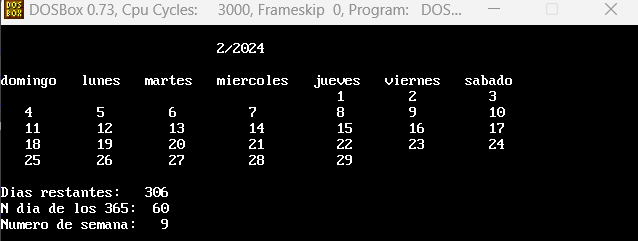 DOS BOX DOSBox 0.73, Cpu Cycles: 3000, Frameskip 0, Program: DOS...
2/2024
domingo lunes martes miercoles jueves viernes sabado
1 2 3
4 5 6 7 8 9 10
11 12 13 14 15 16 17
18 19 20 21 22 23 24
25 26 27 28 29
Dias restantes: 306
N dia de los 365: 60
Numero de semana: 9